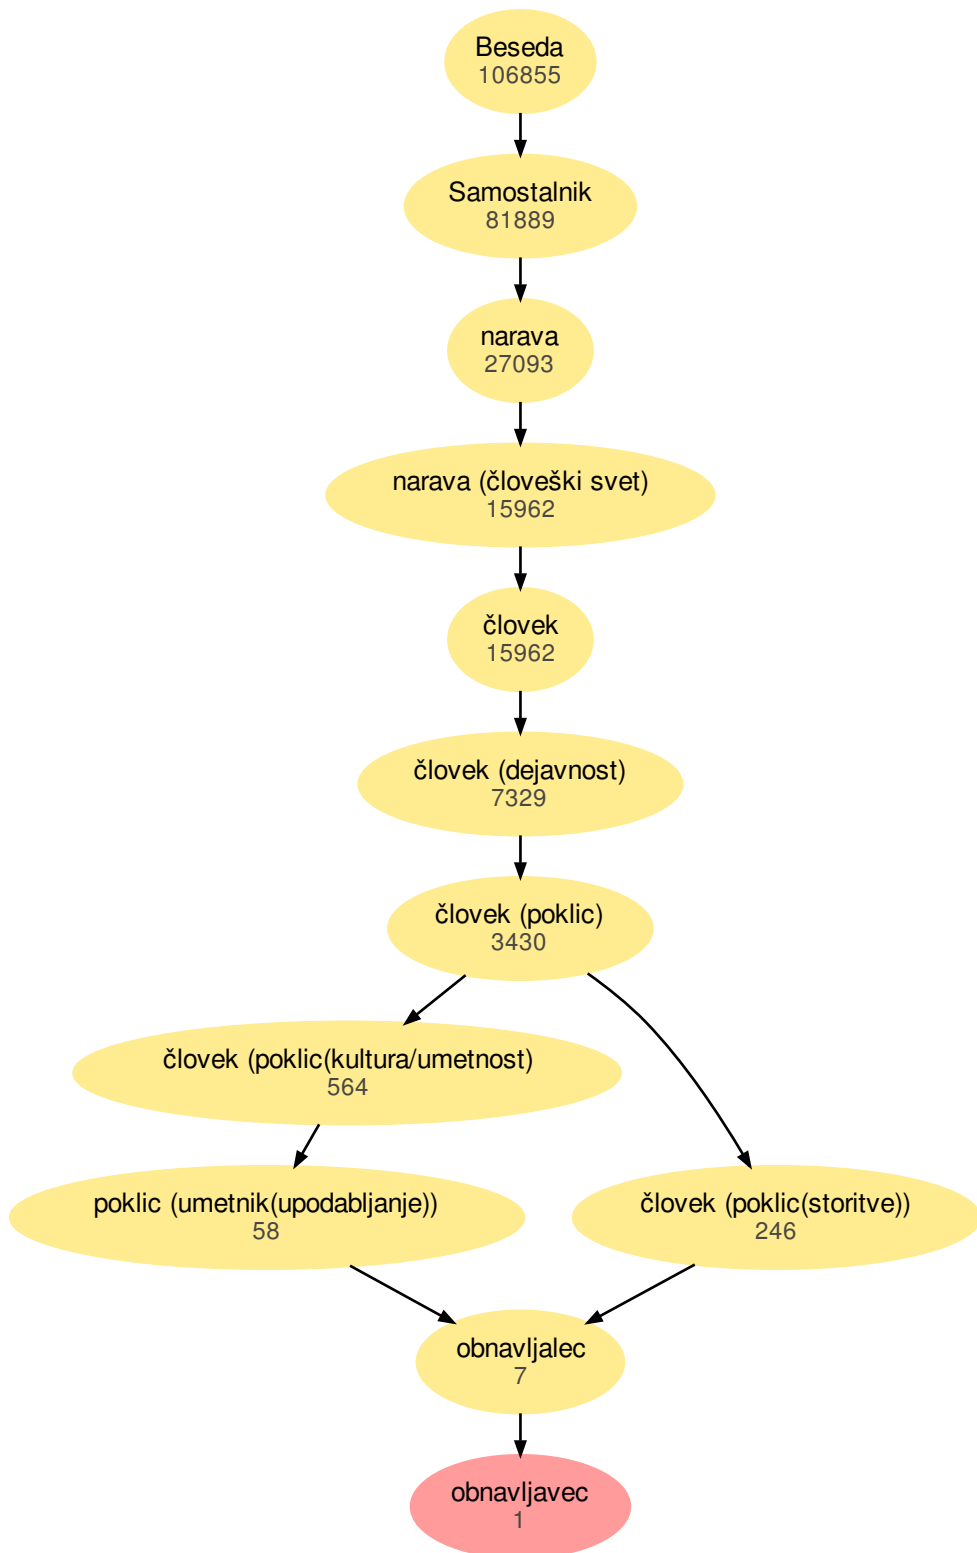 Beseda
106855
Samostalnik
81889
narava
27093
narava (človeški svet)
15962
človek
15962
človek (dejavnost)
7329
človek (poklic)
3430
človek (poklic(kultura/umetnost)
564
poklic (umetnik(upodabljanje))
58
človek (poklic(storitve))
246
obnavljalec
7
obnavljavec
1